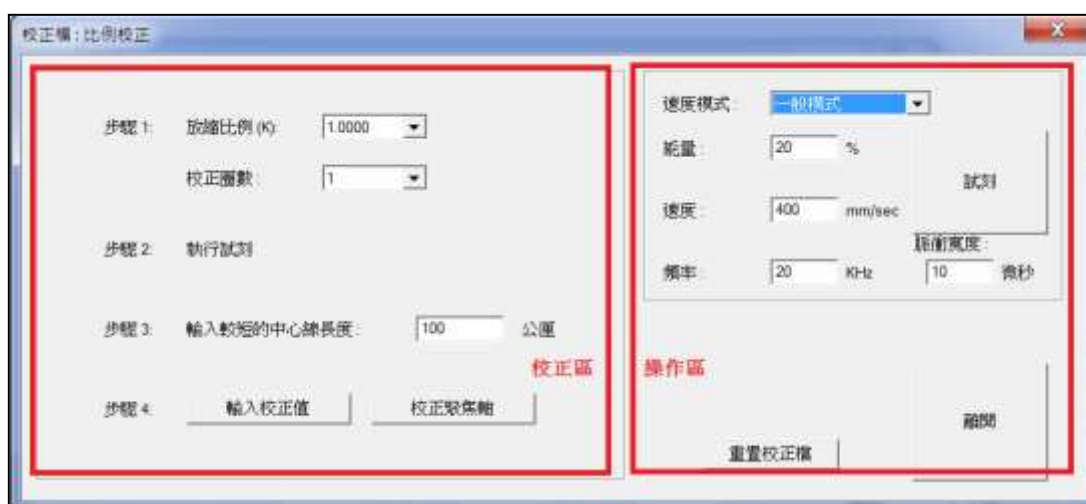 校正檔 : 比例校正
步驟 1:
放縮比例 (K):
1.0000
校正圈數 :
1
步驟 2:
執行試刻
步驟 3:
輸入較短的中心線長度 :
100
公厘
校正區
步驟 4:
輸入校正值
校正聚焦軸
速度模式 :
一般模式
能量 :
20
%
試刻
速度 :
400
mm/sec
脈衝寬度 :
頻率 :
20
KHz
10
微秒
操作區
重置校正檔
離開